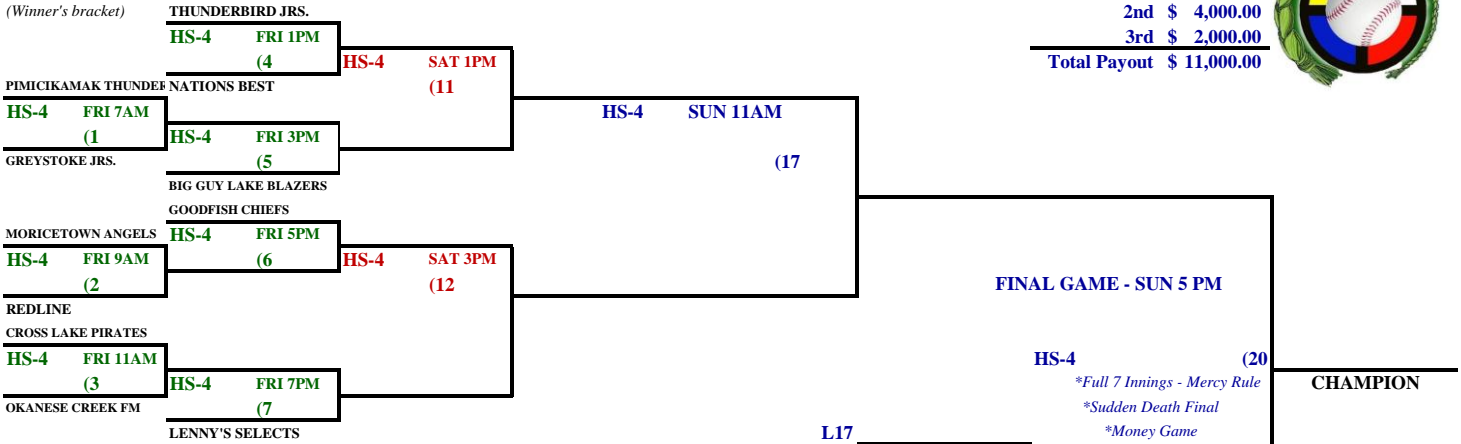 (Winner's bracket) THUNDERBIRD JRS. 2nd $ 4,000.00
HS-4 FRI 1PM 3rd $ 2,000.00
(4 HS-4 SAT 1PM Total Payout $ 11,000.00
PIMICIKAMAK THUNDER NATIONS BEST (11
HS-4 FRI 7AM HS-4 SUN 11AM
(1 HS-4 FRI 3PM
GREYSTOKE JRS. (5 (17
BIG GUY LAKE BLAZERS
GOODFISH CHIEFS
MORICETOWN ANGELS HS-4 FRI 5PM
HS-4 FRI 9AM (6 HS-4 SAT 3PM
(2 (12 FINAL GAME - SUN 5 PM
REDLINE
CROSS LAKE PIRATES
HS-4 FRI 11AM HS-4 (20
(3 HS-4 FRI 7PM *Full 7 Innings - Mercy Rule CHAMPION
OKANESE CREEK FM (7 *Sudden Death Final
LENNY'S SELECTS L17 *Money Game